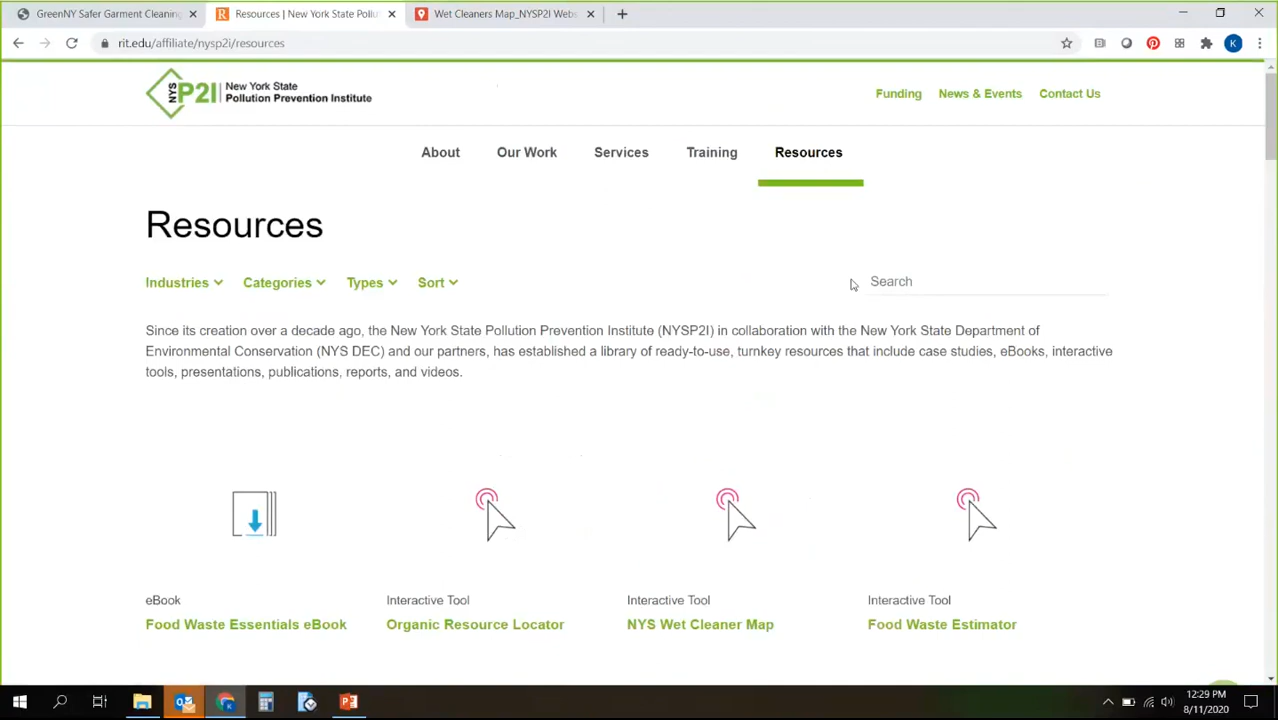 GreenNY Safer Garment Cleaning
Resources | New York State Pollu
Wet Cleaners Map_NYSP2I Webs
rit.edu/affiliate/nysp2i/resources
K
NYS P2I New York State
Pollution Prevention Institute
Funding News & Events Contact Us
About Our Work Services Training Resources
Resources
Industries Categories Types Sort Search
Since its creation over a decade ago, the New York State Pollution Prevention Institute (NYSP2I) in collaboration with the New York State Department of
Environmental Conservation (NYS DEC) and our partners, has established a library of ready-to-use, turnkey resources that include case studies, eBooks, interactive
tools, presentations, publications, reports, and videos.
eBook Interactive Tool Interactive Tool Interactive Tool
Food Waste Essentials eBook Organic Resource Locator NYS Wet Cleaner Map Food Waste Estimator
12:29 PM
8/11/2020